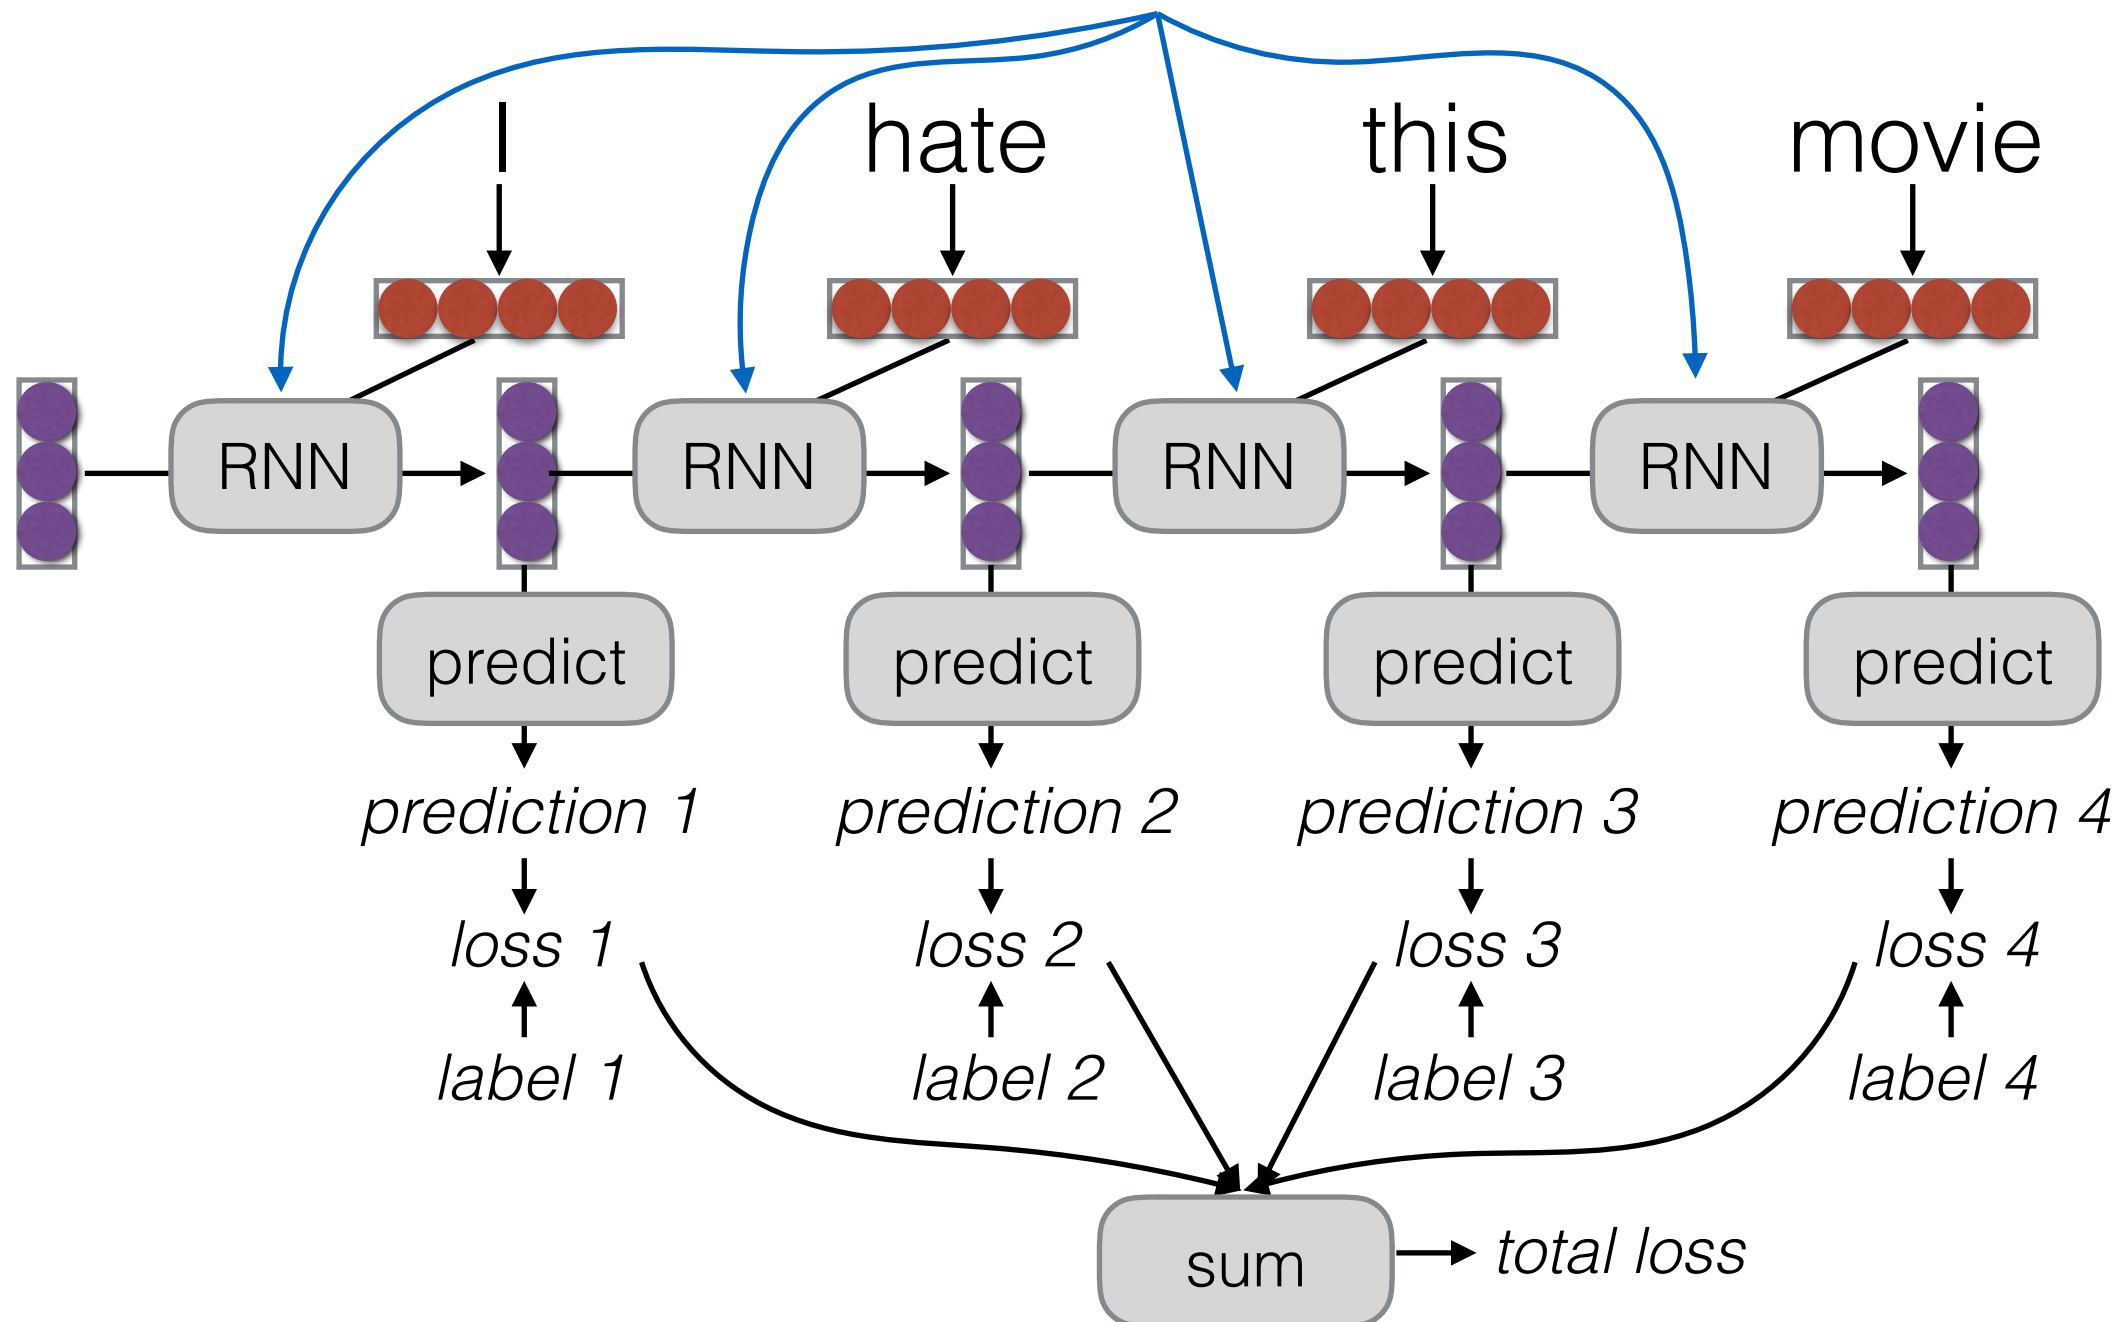 I hate this movie
RNN RNN RNN RNN
predict predict predict predict
prediction 1 prediction 2 prediction 3 prediction 4
loss 1 loss 2 loss 3 loss 4
label 1 label 2 label 3 label 4
sum total loss